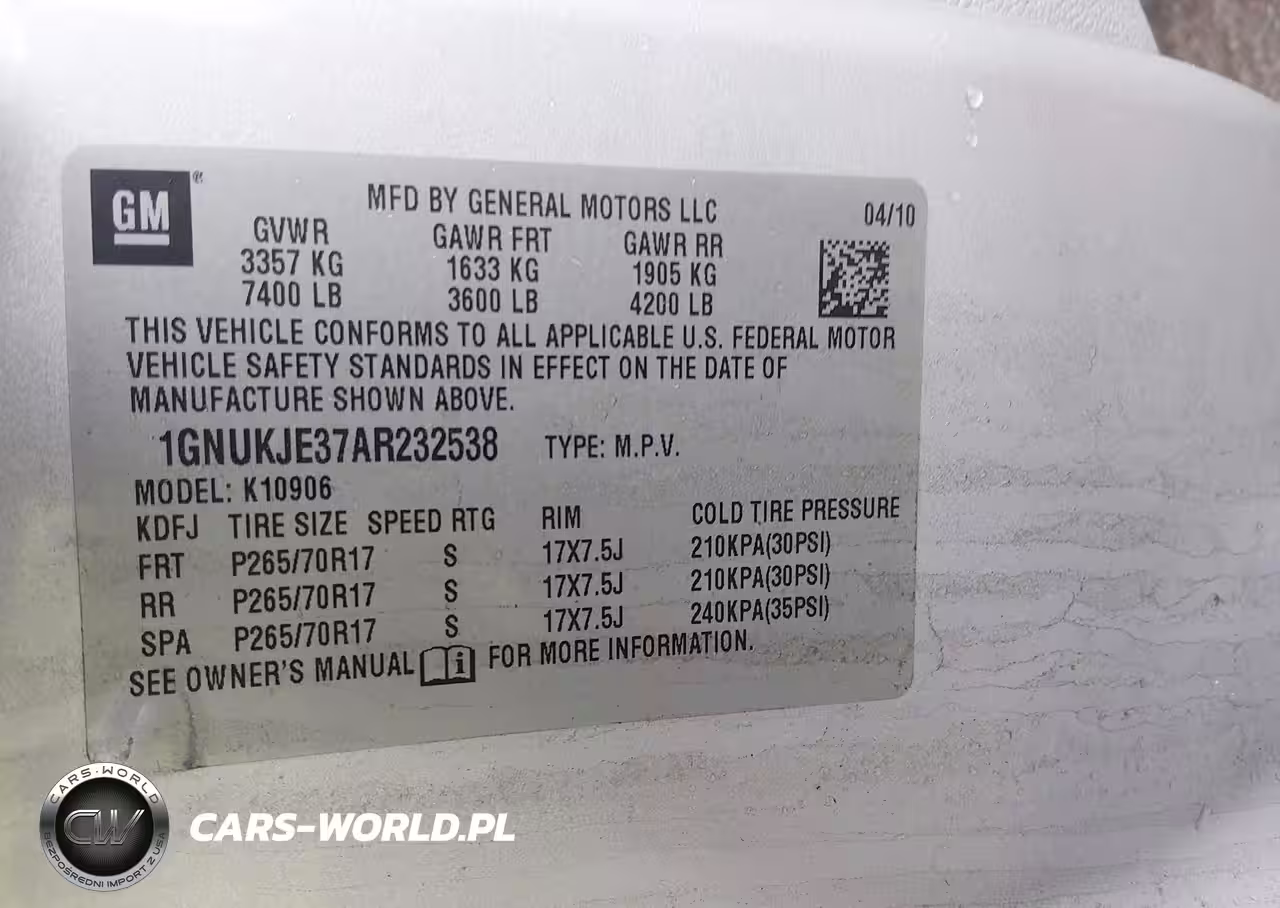 GM ®
MFD BY GENERAL MOTORS LLC
04/10
GVWR GAWR FRT GAWR RR
3357 KG 1633 KG 1905 KG
7400 LB 3600 LB 4200 LB
THIS VEHICLE CONFORMS TO ALL APPLICABLE U.S. FEDERAL MOTOR
VEHICLE SAFETY STANDARDS IN EFFECT ON THE DATE OF
MANUFACTURE SHOWN ABOVE.
1GNUKJE37AR232538 TYPE: M.P.V.
MODEL: K10906
KDFJ TIRE SIZE SPEED RTG RIM COLD TIRE PRESSURE
FRT P265/70R17 S 17X7.5J 210KPA(30PSI)
RR P265/70R17 S 17X7.5J 210KPA(30PSI)
SPA P265/70R17 S 17X7.5J 240KPA(35PSI)
SEE OWNER'S MANUAL i FOR MORE INFORMATION.
CARS-WORLD
CW
BEZPOŚREDNI IMPORT Z USA
CARS-WORLD.PL